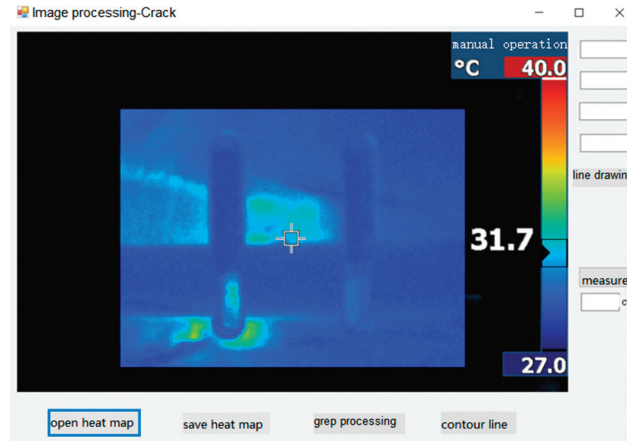 Image processing-Crack
manual operation
°C 40.0
line drawin
31.7
measure
c
27.0
open heat map
save heat map
grep processing
contour line